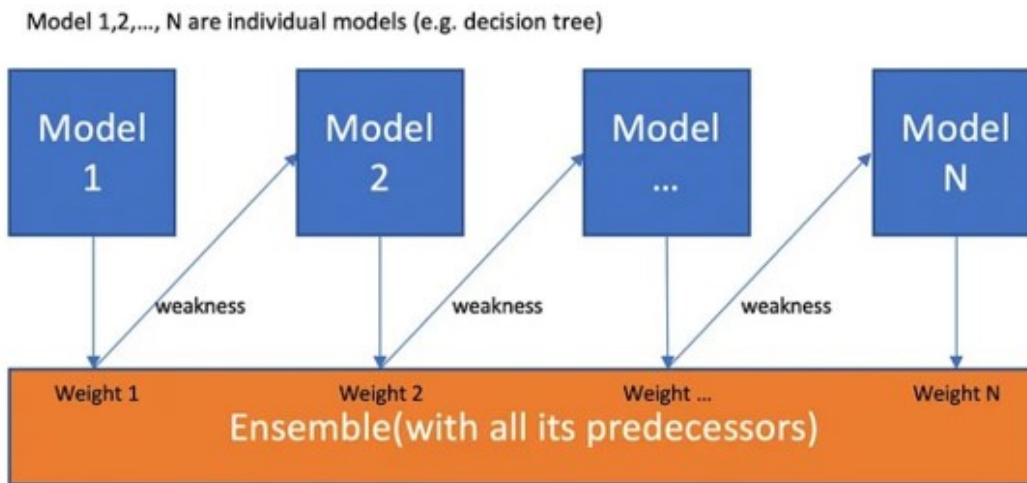 Model 1,2,..., N are individual models (e.g. decision tree)
Model
1
Model
2
Model
...
Model
N
weakness
weakness
weakness
Weight 1
Weight 2
Weight ...
Weight N
Ensemble(with all its predecessors)